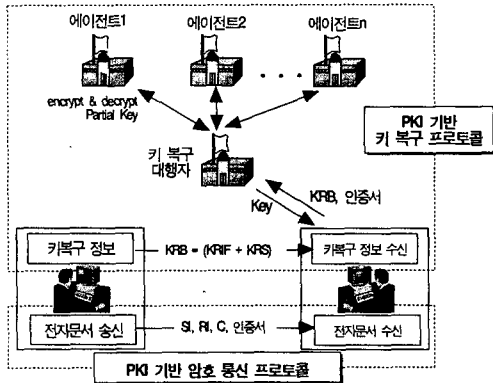 에이전트1
에이전트2
에이전트n
encrypt & decrypt
Partial Key
PKI 기반
키 복구 프로토콜
키 복구
대행자
KRB, 인증서
Key
키복구 정보
KRB = (KRIF + KRS)
키복구 정보 수신
전자문서 송신
SI, RI, C, 인증서
전자문서 수신
PKI 기반 암호 통신 프로토콜